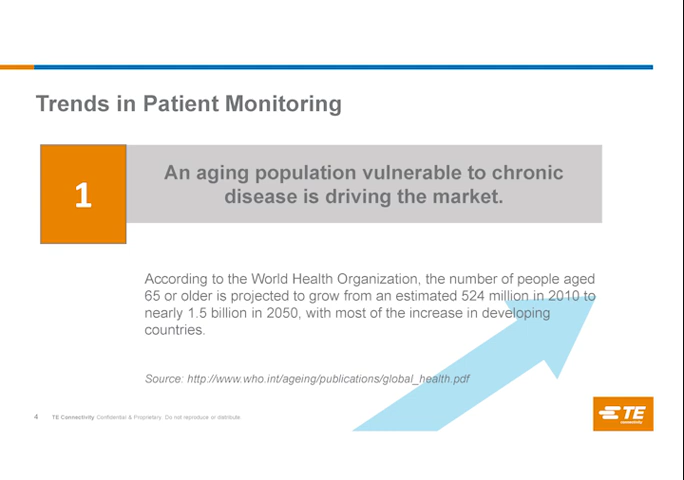 Trends in Patient Monitoring
1
An aging population vulnerable to chronic
disease is driving the market.
According to the World Health Organization, the number of people aged
65 or older is projected to grow from an estimated 524 million in 2010 to
nearly 1.5 billion in 2050, with most of the increase in developing
countries.
Source: http://www.who.int/ageing/publications/global_health.pdf
4 TE Connectivity Confidential & Proprietary. Do not reproduce or distribute.
TE
connectivity